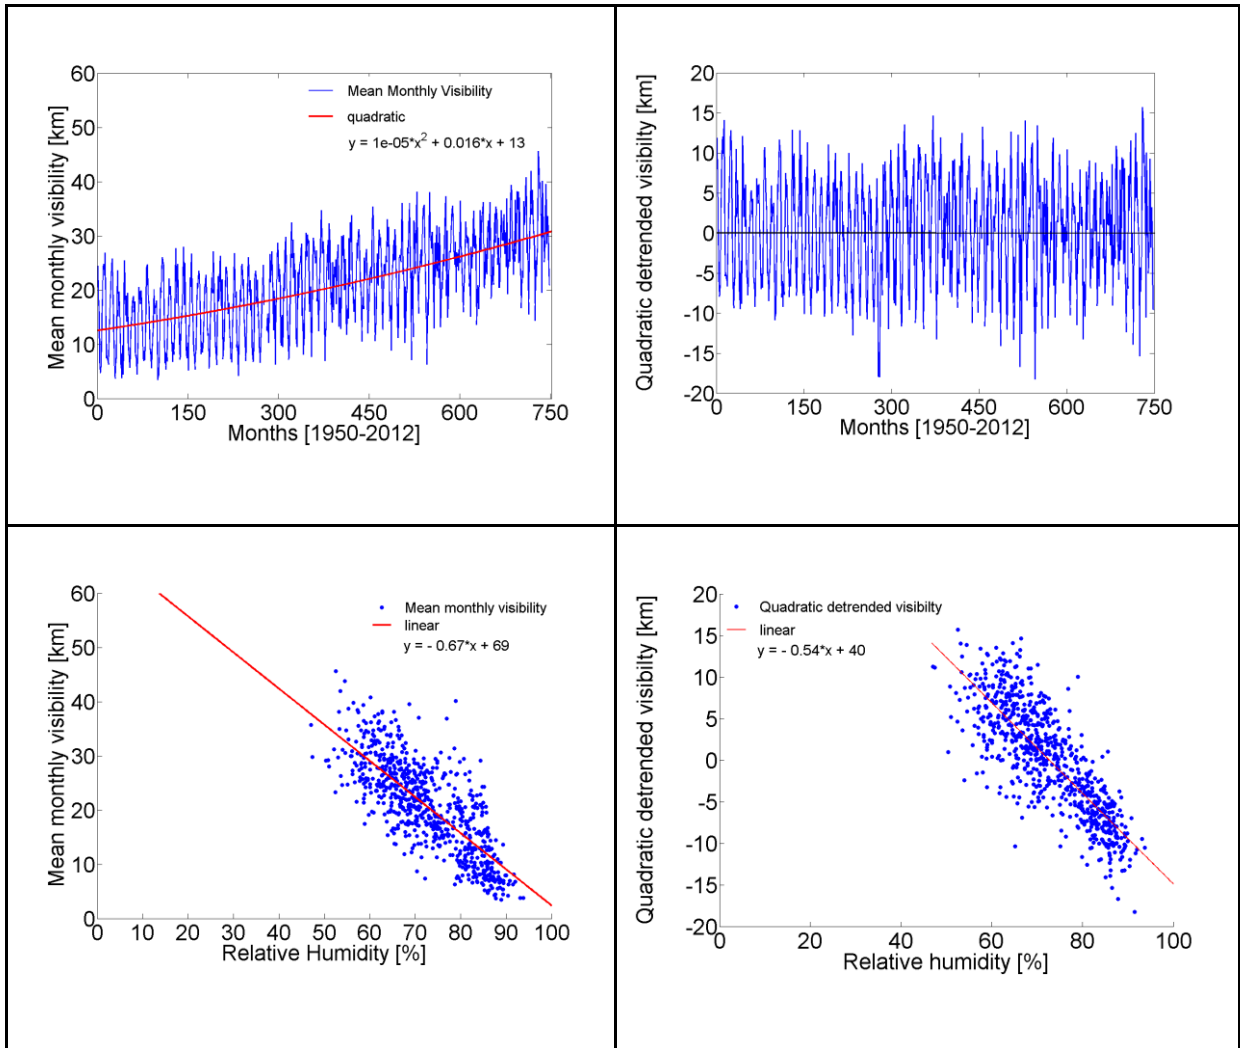 60
50
40
30
20
10
0
Mean monthly visibility [km]
Mean Monthly Visibility
quadratic
y = 1e-05*x² + 0.016*x + 13
0 150 300 450 600 750
Months [1950-2012]
20
15
10
5
0
-5
-10
-15
-20
Quadratic detrended visibilty [km]
0 150 300 450 600 750
Months [1950-2012]
60
50
40
30
20
10
0
Mean monthly visibility [km]
Mean monthly visibility
linear
y = - 0.67*x + 69
0 10 20 30 40 50 60 70 80 90 100
Relative Humidity [%]
20
15
10
5
0
-5
-10
-15
-20
Quadratic detrended visibilty [km]
Quadratic detrended visibilty
linear
y = - 0.54*x + 40
0 20 40 60 80 100
Relative humidity [%]